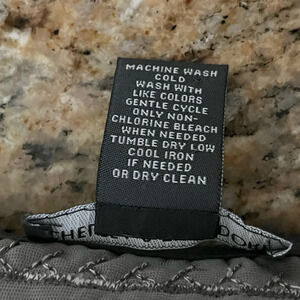 MACHINE WASH
COLD
WASH WITH
LIKE COLORS
GENTLE CYCLE
ONLY NON-
CHLORINE BLEACH
WHEN NEEDED
TUMBLE DRY LOW
COOL IRON
IF NEEDED
OR DRY CLEAN